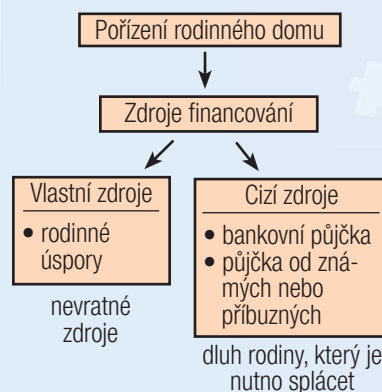 Pořízení rodinného domu
Zdroje financování
Vlastní zdroje
• rodinné
úspory
nevratné
zdroje
Cizí zdroje
• bankovní půjčka
• půjčka od zná-
mých nebo
příbuzných
dluh rodiny, který je
nutno splácet